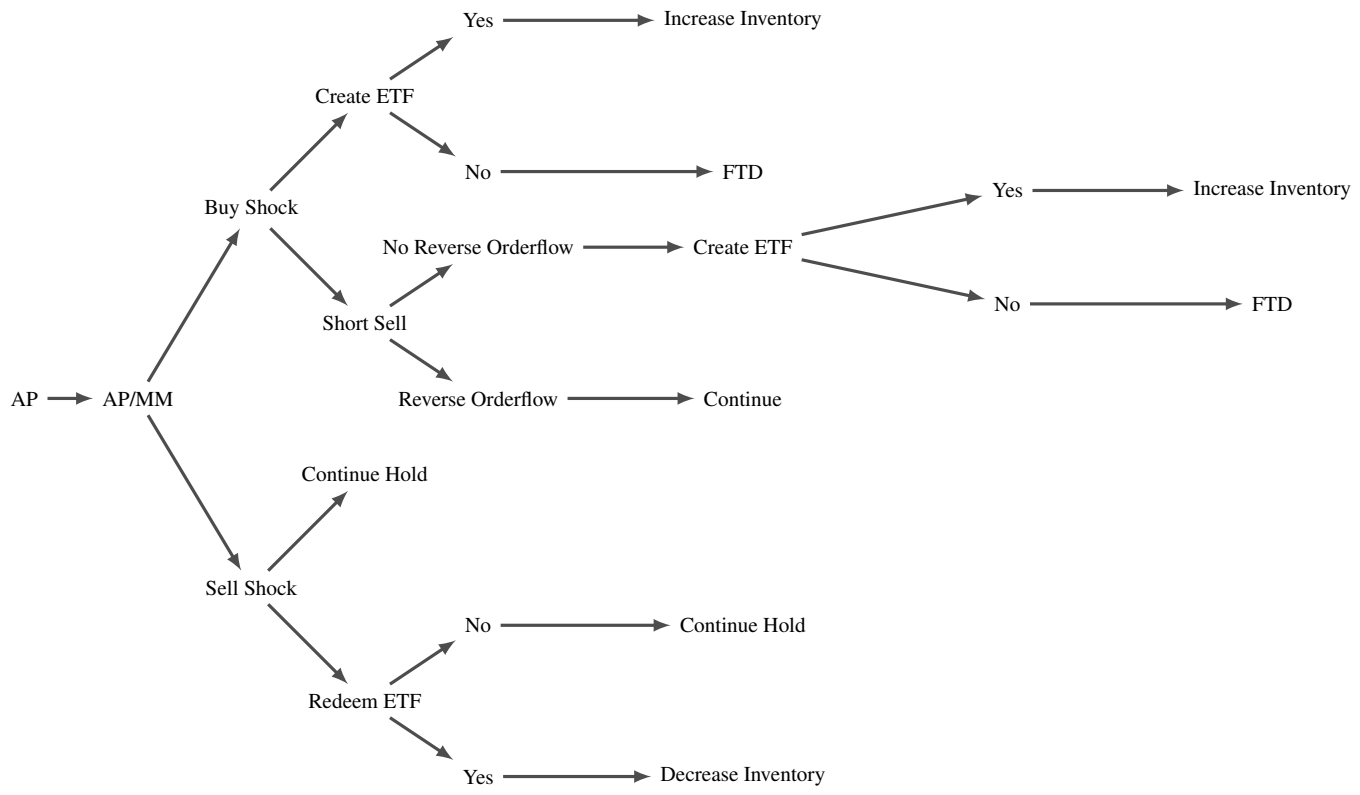 Yes
Increase Inventory
Create ETF
No
FTD
Yes
Increase Inventory
Buy Shock
No Reverse Orderflow
Create ETF
No
FTD
Short Sell
AP
AP/MM
Reverse Orderflow
Continue
Continue Hold
Sell Shock
No
Continue Hold
Redeem ETF
Yes
Decrease Inventory